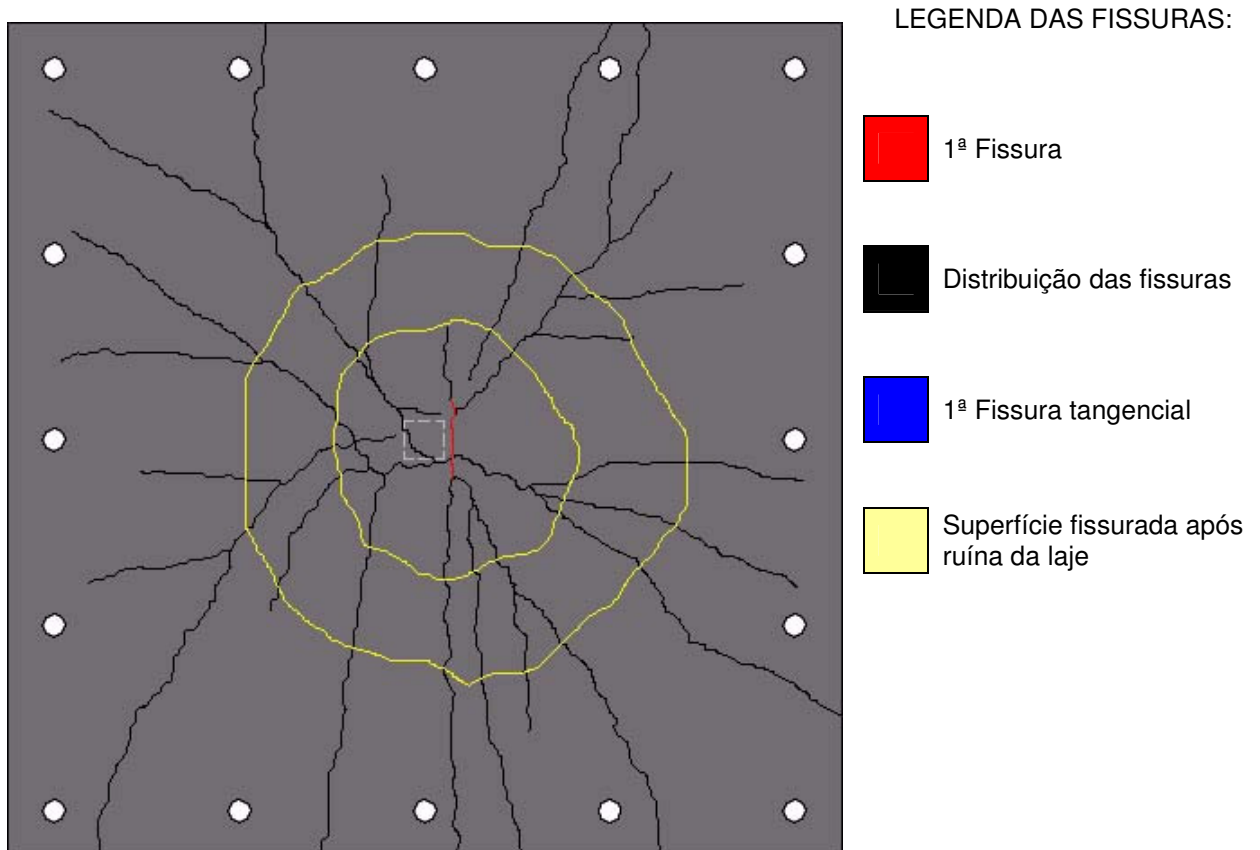 LEGENDA DAS FISSURAS:
1ª Fissura
Distribuição das fissuras
1ª Fissura tangencial
Superfície fissurada após
ruína da laje